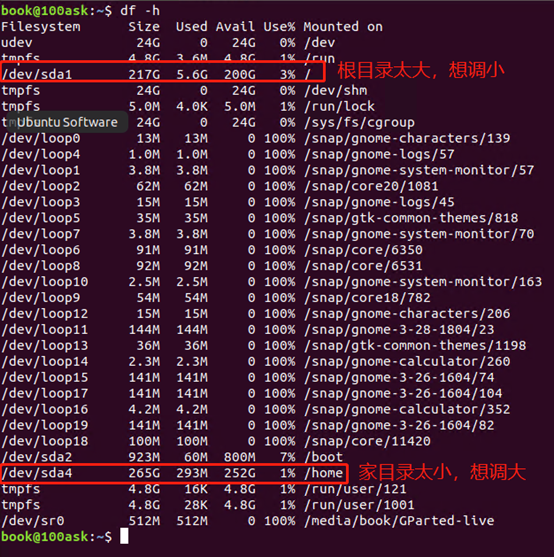 book@100ask:~$ df -h
Filesystem Size Used Avail Use% Mounted on
udev 24G 0 24G 0% /dev
tmpfs 4.8G 3.6M 4.8G 1% /run
/dev/sda1 217G 5.6G 200G 3% / 根目录太大，想调小
tmpfs 24G 0 24G 0% /dev/shm
tmpfs 5.0M 4.0K 5.0M 1% /run/lock
Ubuntu Software 24G 0 24G 0% /sys/fs/cgroup
/dev/loop0 13M 13M 0 100% /snap/gnome-characters/139
/dev/loop4 1.0M 1.0M 0 100% /snap/gnome-logs/57
/dev/loop1 3.8M 3.8M 0 100% /snap/gnome-system-monitor/57
/dev/loop2 62M 62M 0 100% /snap/core20/1081
/dev/loop3 15M 15M 0 100% /snap/gnome-logs/45
/dev/loop5 35M 35M 0 100% /snap/gtk-common-themes/818
/dev/loop7 3.8M 3.8M 0 100% /snap/gnome-system-monitor/70
/dev/loop6 91M 91M 0 100% /snap/core/6350
/dev/loop8 92M 92M 0 100% /snap/core/6531
/dev/loop10 2.5M 2.5M 0 100% /snap/gnome-system-monitor/163
/dev/loop9 54M 54M 0 100% /snap/core18/782
/dev/loop12 15M 15M 0 100% /snap/gnome-characters/206
/dev/loop11 144M 144M 0 100% /snap/gnome-3-28-1804/23
/dev/loop13 36M 36M 0 100% /snap/gtk-common-themes/1198
/dev/loop14 2.3M 2.3M 0 100% /snap/gnome-calculator/260
/dev/loop15 141M 141M 0 100% /snap/gnome-3-26-1604/74
/dev/loop17 141M 141M 0 100% /snap/gnome-3-26-1604/104
/dev/loop16 4.2M 4.2M 0 100% /snap/gnome-calculator/352
/dev/loop19 141M 141M 0 100% /snap/gnome-3-26-1604/82
/dev/loop18 100M 100M 0 100% /snap/core/11420
/dev/sda2 923M 60M 800M 7% /boot
/dev/sda4 265G 293M 252G 1% /home 家目录太小，想调大
tmpfs 4.8G 16K 4.8G 1% /run/user/121
tmpfs 4.8G 28K 4.8G 1% /run/user/1001
/dev/sr0 512M 512M 0 100% /media/book/GParted-live
book@100ask:~$